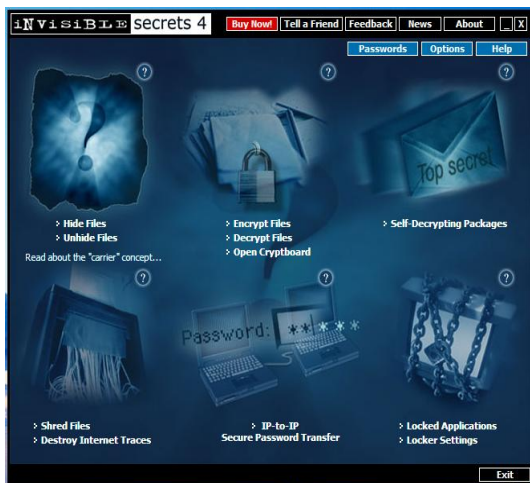 iNVisiBLE secrets 4
Buy Now! Tell a Friend Feedback News About _ X
Passwords Options Help
? ? ?
Top secret
Hide Files
Unhide Files
Read about the "carrier" concept...
Encrypt Files
Decrypt Files
Open Cryptboard
Self-Decrypting Packages
? ? ?
Password: ** ***
Shred Files
Destroy Internet Traces
IP-to-IP
Secure Password Transfer
Locked Applications
Locker Settings
Exit